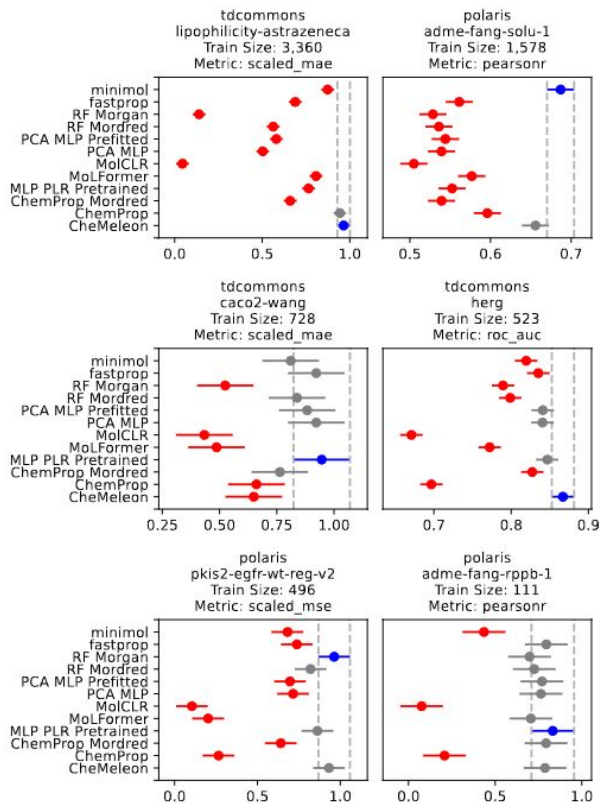 tdcommons
lipophilicity-astrazeneca
Train Size: 3,360
Metric: scaled_mae
minimol
fastprop
RF Morgan
RF Mordred
PCA MLP Prefitted
PCA MLP
MolCLR
MoLFormer
MLP PLR Pretrained
ChemProp Mordred
ChemProp
CheMeleon
0.0 0.5 1.0
polaris
adme-fang-solu-1
Train Size: 1,578
Metric: pearsonr
0.5 0.6 0.7
tdcommons
caco2-wang
Train Size: 728
Metric: scaled_mae
minimol
fastprop
RF Morgan
RF Mordred
PCA MLP Prefitted
PCA MLP
MolCLR
MoLFormer
MLP PLR Pretrained
ChemProp Mordred
ChemProp
CheMeleon
0.25 0.50 0.75 1.00
tdcommons
herg
Train Size: 523
Metric: roc_auc
0.7 0.8 0.9
polaris
pkis2-egfr-wt-reg-v2
Train Size: 496
Metric: scaled_mse
minimol
fastprop
RF Morgan
RF Mordred
PCA MLP Prefitted
PCA MLP
MolCLR
MoLFormer
MLP PLR Pretrained
ChemProp Mordred
ChemProp
CheMeleon
0.0 0.5 1.0
polaris
adme-fang-rppb-1
Train Size: 111
Metric: pearsonr
0.0 0.5 1.0